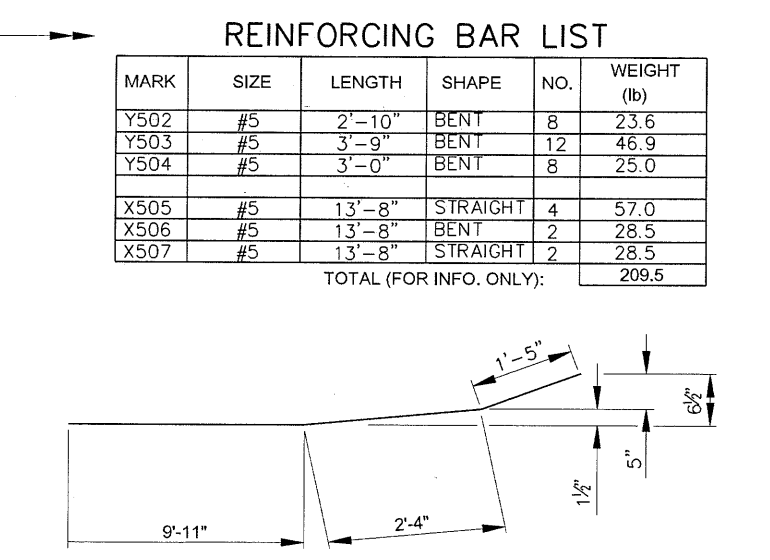 REINFORCING BAR LIST
MARK SIZE LENGTH SHAPE NO. WEIGHT (lb)
Y502 #5 2'-10" BENT 8 23.6
Y503 #5 3'-9" BENT 12 46.9
Y504 #5 3'-0" BENT 8 25.0
X505 #5 13'-8" STRAIGHT 4 57.0
X506 #5 13'-8" BENT 2 28.5
X507 #5 13'-8" STRAIGHT 2 28.5
TOTAL (FOR INFO. ONLY): 209.5
1'-5"
6½"
5"
1½"
9'-11"
2'-4"